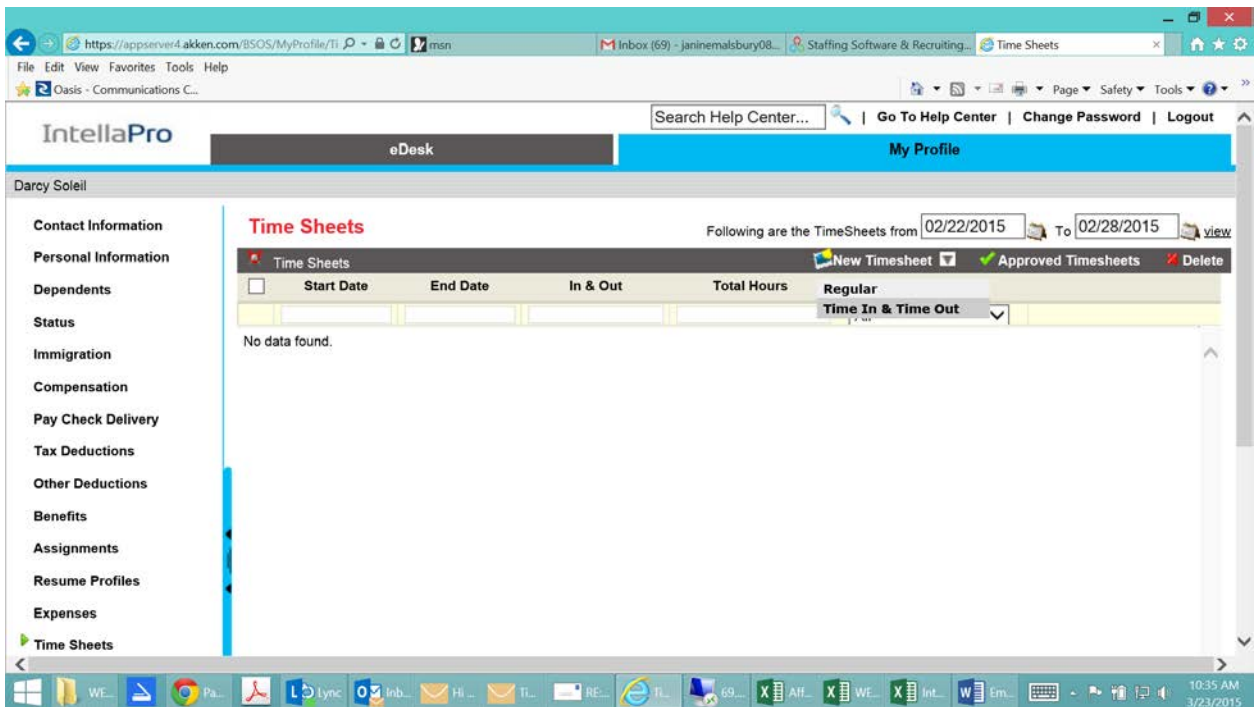 https://appserver4.akken.com/BSOS/MyProfile/Ti
msn
Inbox (69) - janinemalsbury08...
Staffing Software & Recruiting...
Time Sheets
File Edit View Favorites Tools Help
Oasis - Communications C...
Page Safety Tools
IntellaPro
Search Help Center...
| Go To Help Center | Change Password | Logout
eDesk
My Profile
Darcy Soleil
Contact Information
Personal Information
Dependents
Status
Immigration
Compensation
Pay Check Delivery
Tax Deductions
Other Deductions
Benefits
Assignments
Resume Profiles
Expenses
Time Sheets
Time Sheets
Following are the TimeSheets from 02/22/2015 To 02/28/2015 view
Time Sheets
New Timesheet
Approved Timesheets
Delete
Start Date End Date In & Out Total Hours
Regular
Time In & Time Out
No data found.
WE... Pa... Lync Inb... Hi... Ti... RE:... Ti... 69... Aff... WE... Int... Em...
10:35 AM
3/23/2015